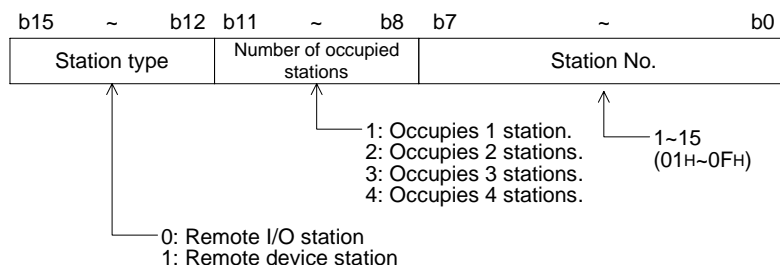 b15 ~ b12 b11 ~ b8 b7 ~ b0
Station type
Number of occupied
stations
Station No.
1: Occupies 1 station.
2: Occupies 2 stations.
3: Occupies 3 stations.
4: Occupies 4 stations.
1~15
(01H~0FH)
0: Remote I/O station
1: Remote device station